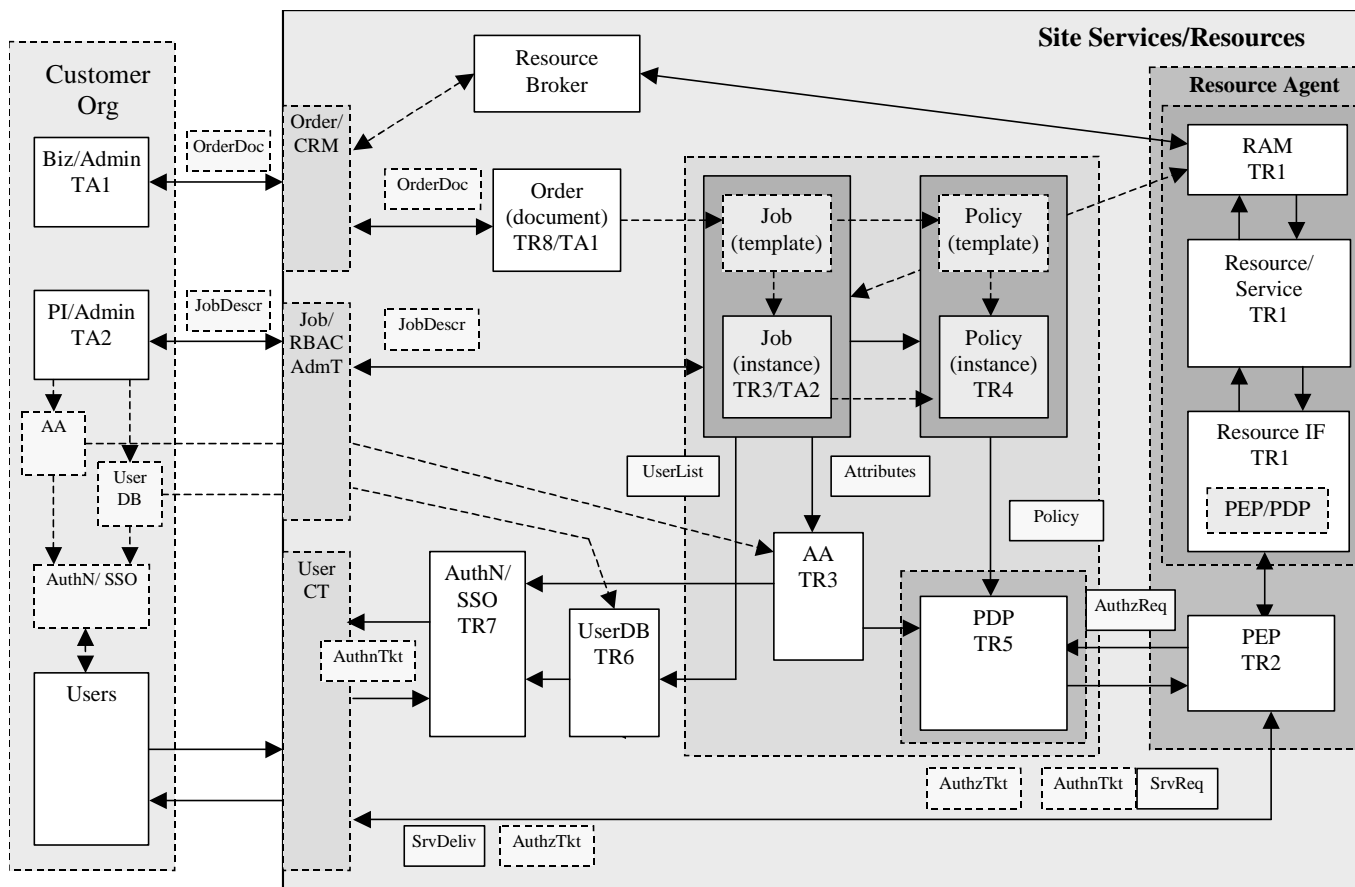 Site Services/Resources
Customer
Org
Resource
Broker
Resource Agent
Order/
CRM
OrderDoc
Biz/Admin
TA1
OrderDoc
Order
(document)
TR8/TA1
Job
(template)
Policy
(template)
RAM
TR1
Resource/
Service
TR1
PI/Admin
TA2
JobDescr
Job/
RBAC
AdmT
JobDescr
Job
(instance)
TR3/TA2
Policy
(instance)
TR4
AA
User
DB
UserList
Attributes
Policy
Resource IF
TR1
PEP/PDP
AuthN/ SSO
User
CT
AuthN/
SSO
TR7
AuthnTkt
UserDB
TR6
AA
TR3
PDP
TR5
AuthzReq
PEP
TR2
Users
AuthzTkt
AuthnTkt
SrvReq
SrvDeliv
AuthzTkt